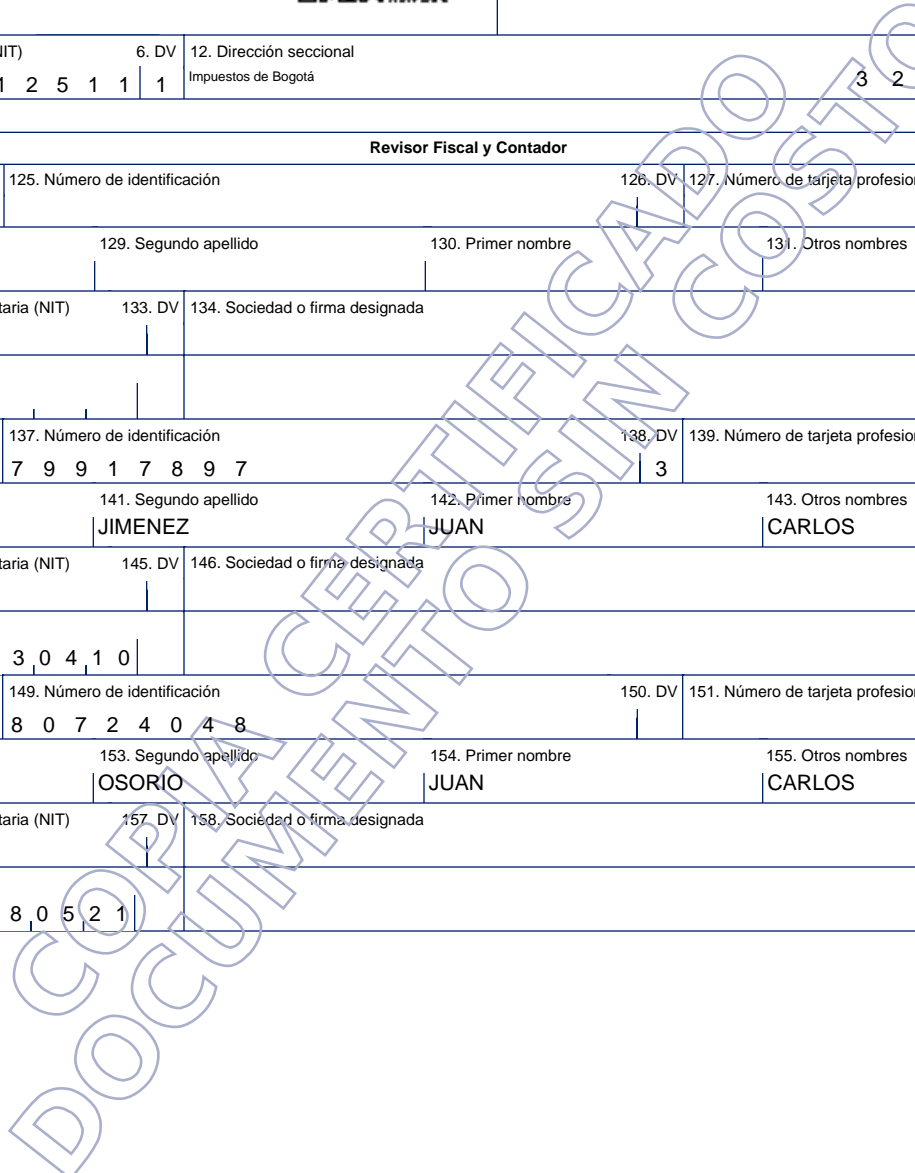 IT) 6. DV 12. Dirección seccional
1 2 5 1 1 1 Impuestos de Bogotá 3 2
Revisor Fiscal y Contador
125. Número de identificación 126. DV 127. Número de tarjeta profesion
129. Segundo apellido 130. Primer nombre 131. Otros nombres
taria (NIT) 133. DV 134. Sociedad o firma designada
137. Número de identificación 138. DV 139. Número de tarjeta profesion
7 9 9 1 7 8 9 7 3
141. Segundo apellido 142. Primer nombre 143. Otros nombres
JIMENEZ JUAN CARLOS
taria (NIT) 145. DV 146. Sociedad o firma designada
3 0 4 1 0
149. Número de identificación 150. DV 151. Número de tarjeta profesion
8 0 7 2 4 0 4 8
153. Segundo apellido 154. Primer nombre 155. Otros nombres
OSORIO JUAN CARLOS
taria (NIT) 157. DV 158. Sociedad o firma designada
8 0 5 2 1
COPIA CERTIFICADO
DOCUMENTO SIN COSTO